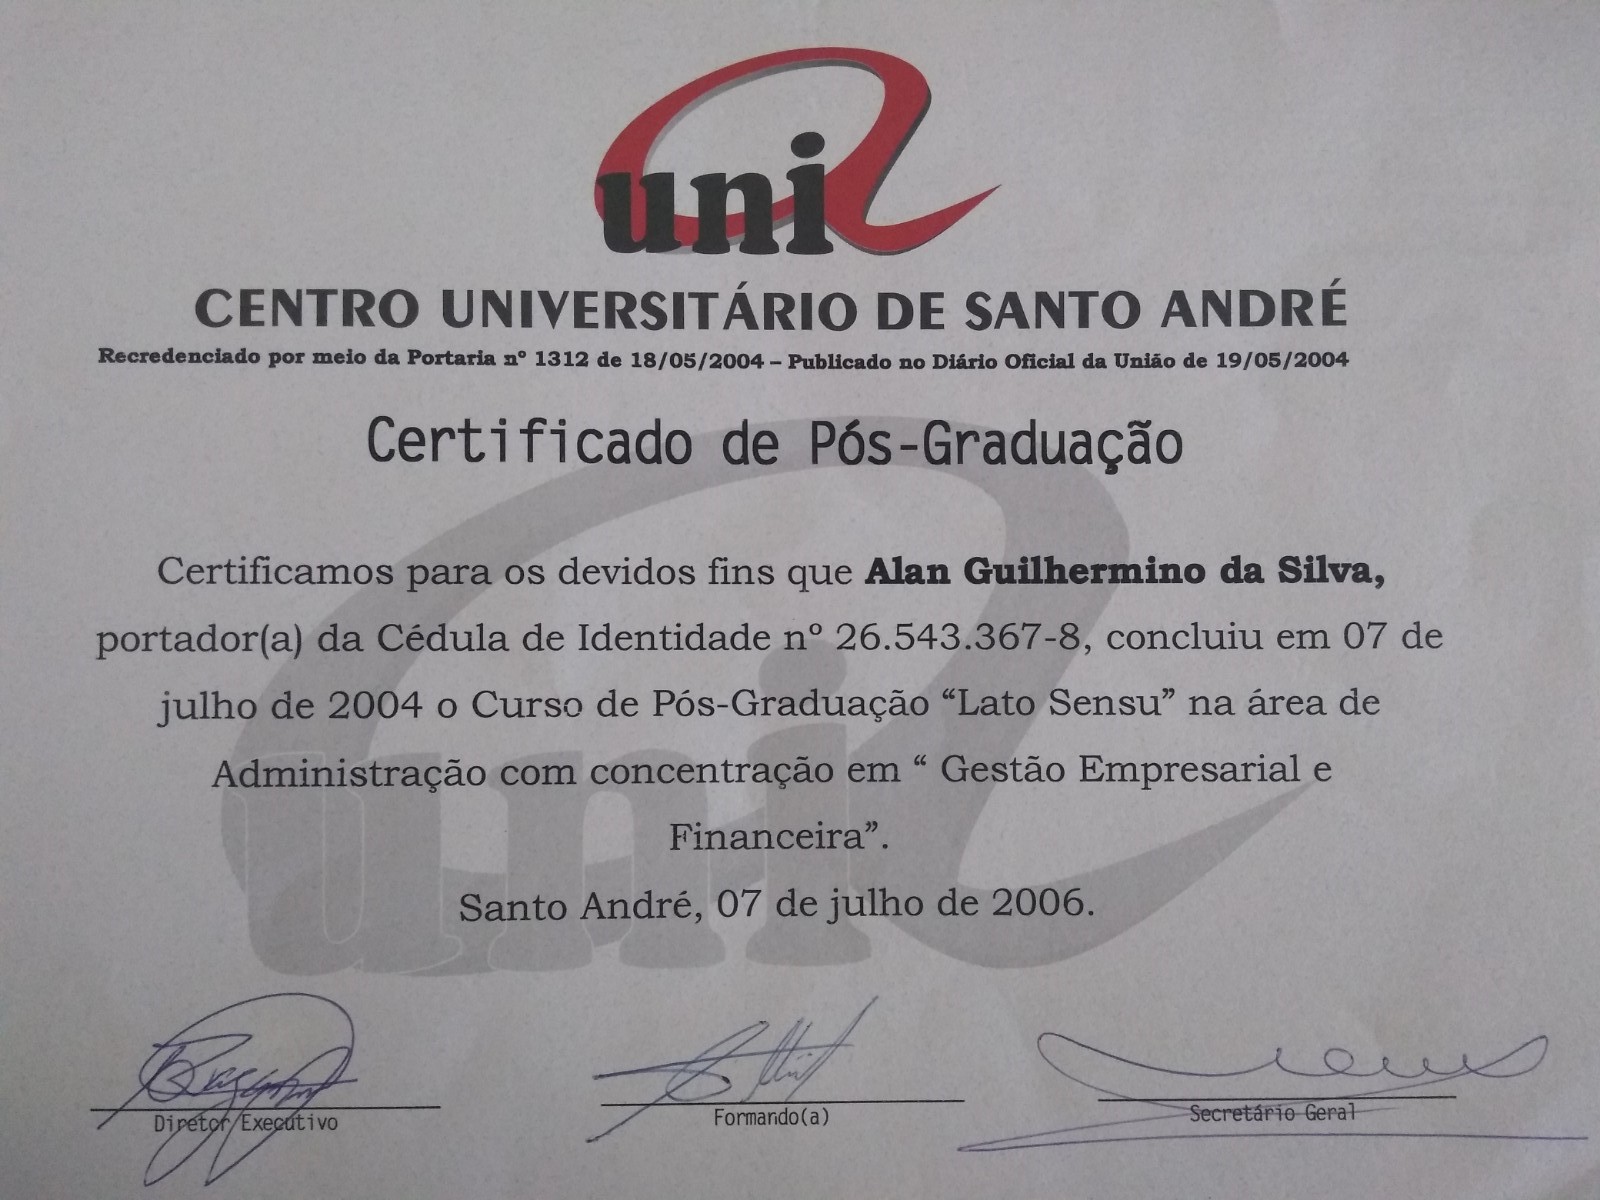 uni
CENTRO UNIVERSITÁRIO DE SANTO ANDRÉ
Recredenciado por meio da Portaria nº 1312 de 18/05/2004 – Publicado no Diário Oficial da União de 19/05/2004
Certificado de Pós-Graduação
Certificamos para os devidos fins que Alan Guilhermino da Silva,
portador(a) da Cédula de Identidade nº 26.543.367-8, concluiu em 07 de
julho de 2004 o Curso de Pós-Graduação “Lato Sensu” na área de
Administração com concentração em “ Gestão Empresarial e
Financeira”.
Santo André, 07 de julho de 2006.
Diretor Executivo
Formando(a)
Secretário Geral